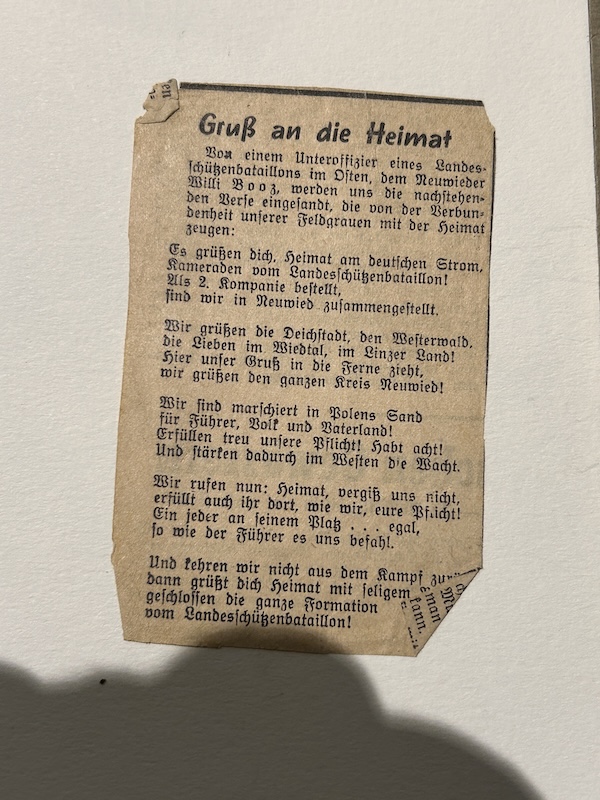 Gruß an die Heimat
Von einem Unteroffizier eines Landes-
schützenbataillons im Osten, dem Neuwieder
Willi Booz, werden uns die nachstehen-
den Verse eingesandt, die von der Verbun-
denheit unserer Feldgrauen mit der Heimat
zeugen:
Es grüßen dich, Heimat am deutschen Strom,
Kameraden vom Landesschützenbataillon!
Als 2. Kompanie bestellt,
sind wir in Neuwied zusammengestellt.
Wir grüßen die Deichstadt, den Westerwald,
die Lieben im Wiedtal, im Linzer Land!
Hier unser Gruß in die Ferne zieht,
wir grüßen den ganzen Kreis Neuwied!
Wir sind marschiert in Polens Sand
für Führer, Volk und Vaterland!
Erfüllen treu unsere Pflicht! Habt acht!
Und stärken dadurch im Westen die Wacht.
Wir rufen nun: Heimat, vergiß uns nicht,
erfüllt auch ihr dort, wie wir, eure Pflicht!
Ein jeder an seinem Platz . . . egal,
so wie der Führer es uns befahl.
Und kehren wir nicht aus dem Kampf
dann grüßt dich Heimat mit seligem
geschlossen die ganze Formation
vom Landesschützenbataillon!
kann.